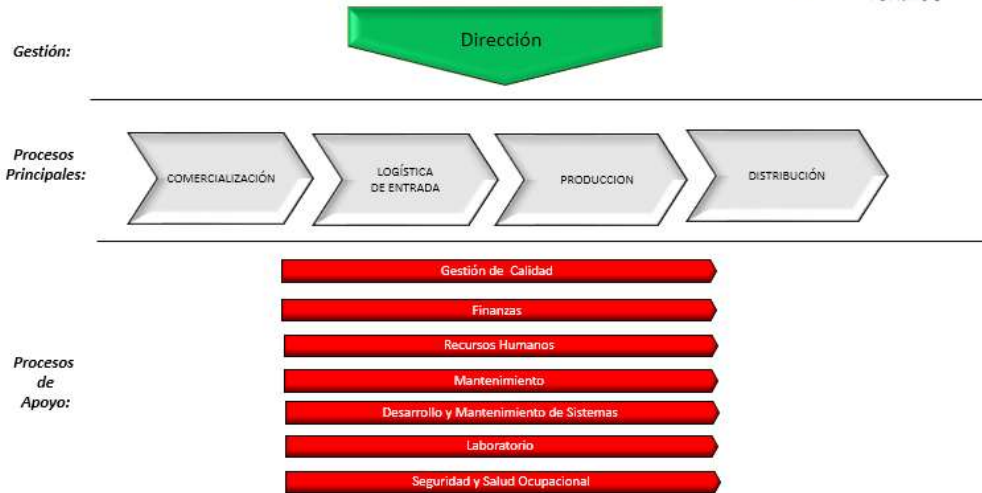 Gestión:
Dirección
Procesos
Principales:
COMERCIALIZACIÓN
LOGÍSTICA
DE ENTRADA
PRODUCCION
DISTRIBUCIÓN
Procesos
de
Apoyo:
Gestión de Calidad
Finanzas
Recursos Humanos
Mantenimiento
Desarrollo y Mantenimiento de Sistemas
Laboratorio
Seguridad y Salud Ocupacional